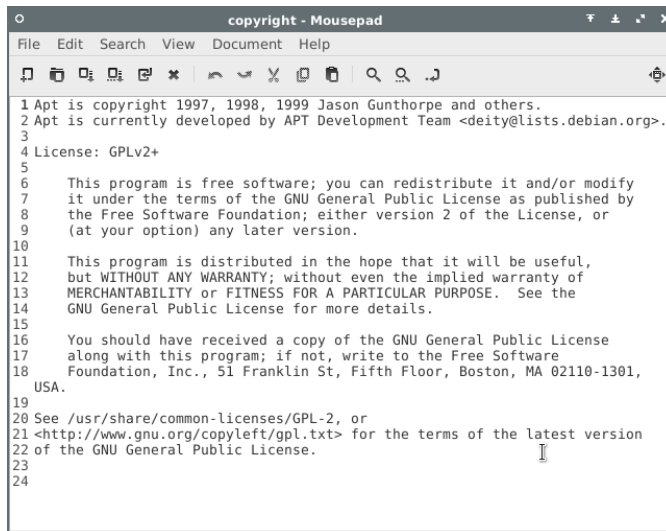 copyright - Mousepad
File Edit Search View Document Help
1 Apt is copyright 1997, 1998, 1999 Jason Gunthorpe and others.
2 Apt is currently developed by APT Development Team <deity@lists.debian.org>.
3
4 License: GPLv2+
5
6 This program is free software; you can redistribute it and/or modify
7 it under the terms of the GNU General Public License as published by
8 the Free Software Foundation; either version 2 of the License, or
9 (at your option) any later version.
10
11 This program is distributed in the hope that it will be useful,
12 but WITHOUT ANY WARRANTY; without even the implied warranty of
13 MERCHANTABILITY or FITNESS FOR A PARTICULAR PURPOSE.  See the
14 GNU General Public License for more details.
15
16 You should have received a copy of the GNU General Public License
17 along with this program; if not, write to the Free Software
18 Foundation, Inc., 51 Franklin St, Fifth Floor, Boston, MA 02110-1301,
USA.
19
20 See /usr/share/common-licenses/GPL-2, or
21 <http://www.gnu.org/copyleft/gpl.txt> for the terms of the latest version
22 of the GNU General Public License.
23
24